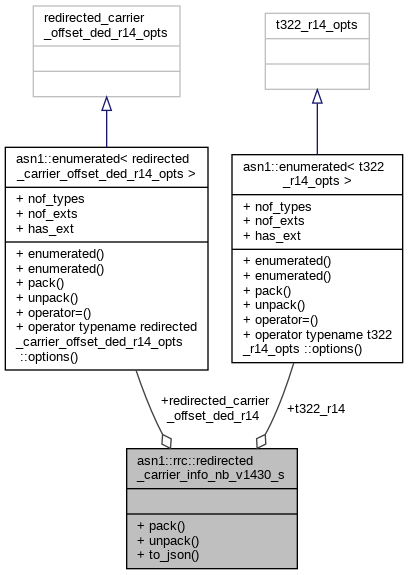 redirected_carrier
_offset_ded_r14_opts
t322_r14_opts
asn1::enumerated< redirected
_carrier_offset_ded_r14_opts >
+ nof_types
+ nof_exts
+ has_ext
+ enumerated()
+ enumerated()
+ pack()
+ unpack()
+ operator=()
+ operator typename redirected
_carrier_offset_ded_r14_opts
::options()
asn1::enumerated< t322
_r14_opts >
+ nof_types
+ nof_exts
+ has_ext
+ enumerated()
+ enumerated()
+ pack()
+ unpack()
+ operator=()
+ operator typename t322
_r14_opts ::options()
+redirected_carrier
_offset_ded_r14
+t322_r14
asn1::rrc::redirected
_carrier_info_nb_v1430_s
+ pack()
+ unpack()
+ to_json()